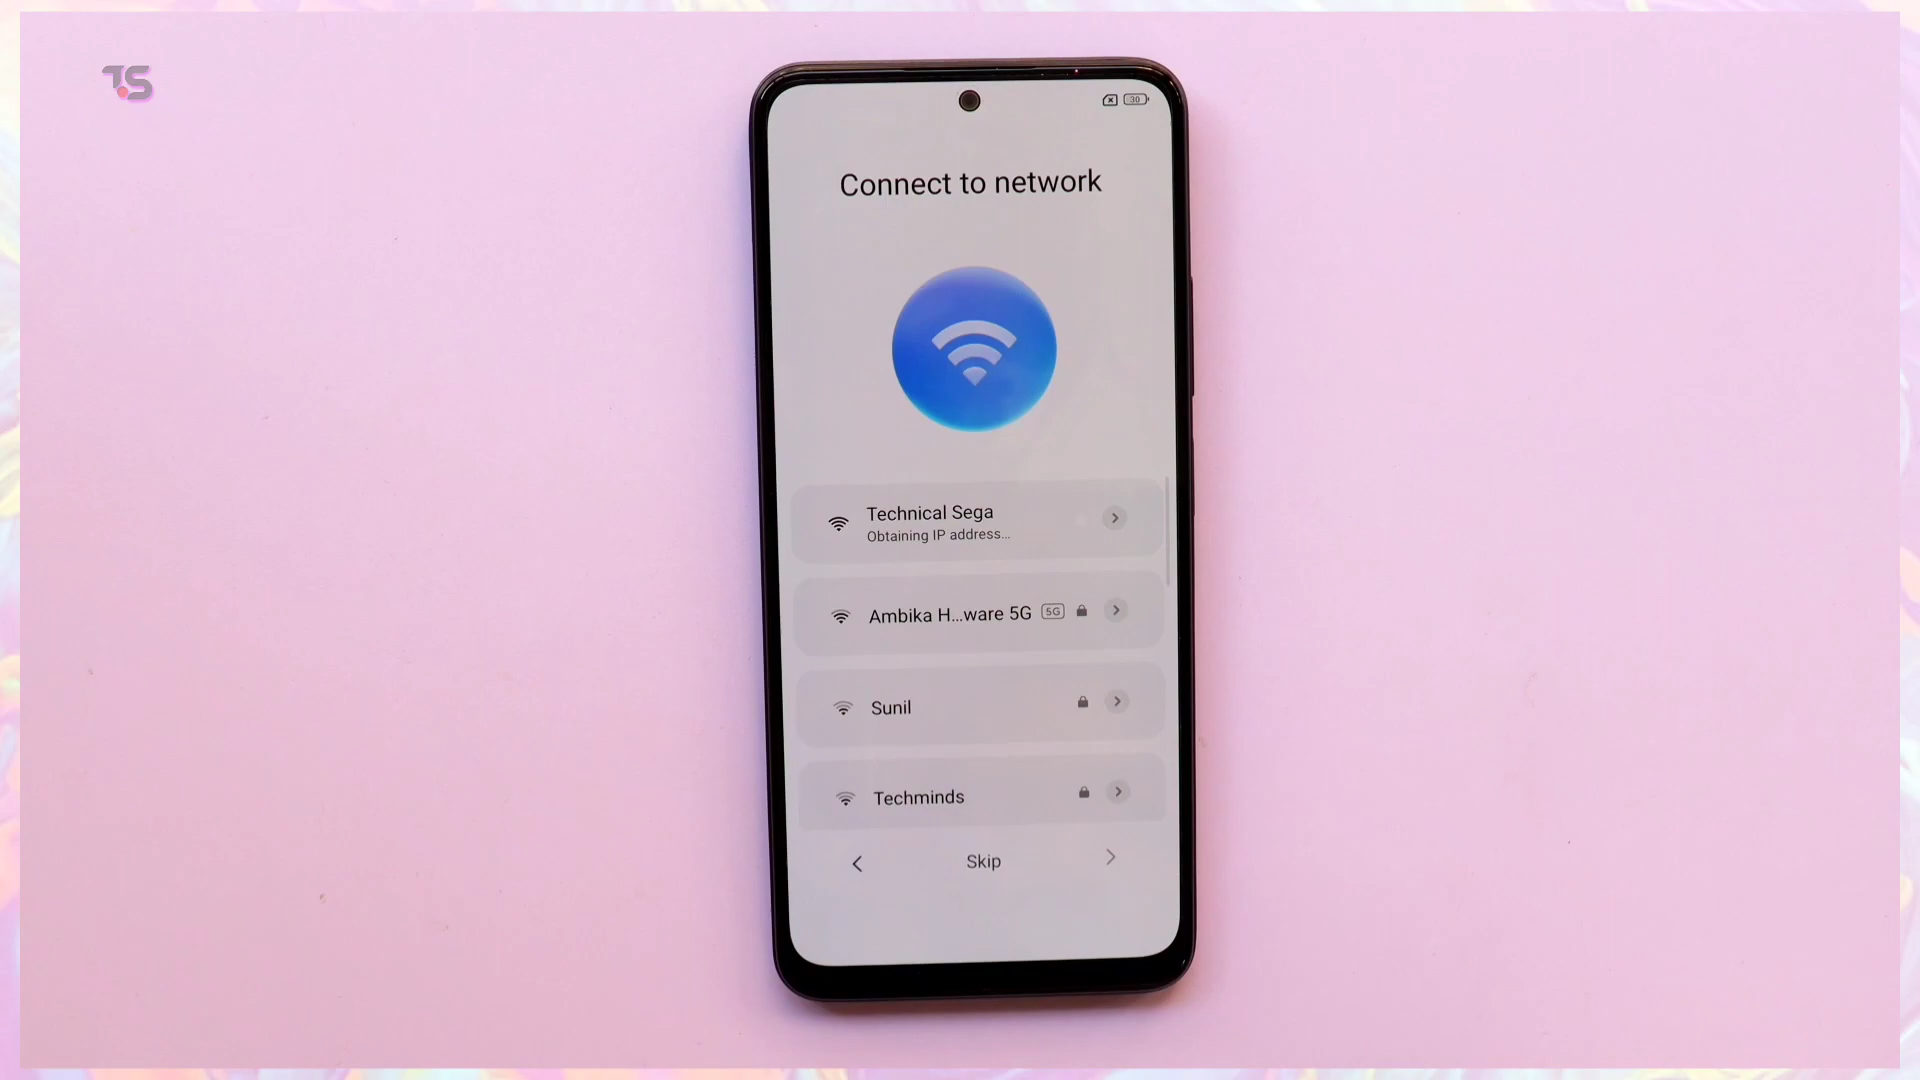 TS
30
Connect to network
Technical Sega
Obtaining IP address...
Ambika H...ware 5G 5G
Sunil
Techminds
Skip